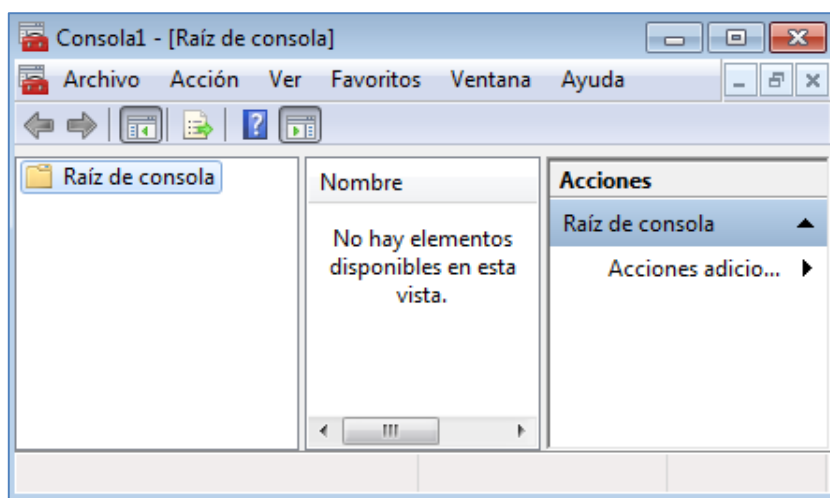 Consola1 - [Raíz de consola]
Archivo Acción Ver Favoritos Ventana Ayuda
Raíz de consola
Nombre
No hay elementos
disponibles en esta
vista.
Acciones
Raíz de consola
Acciones adicio...